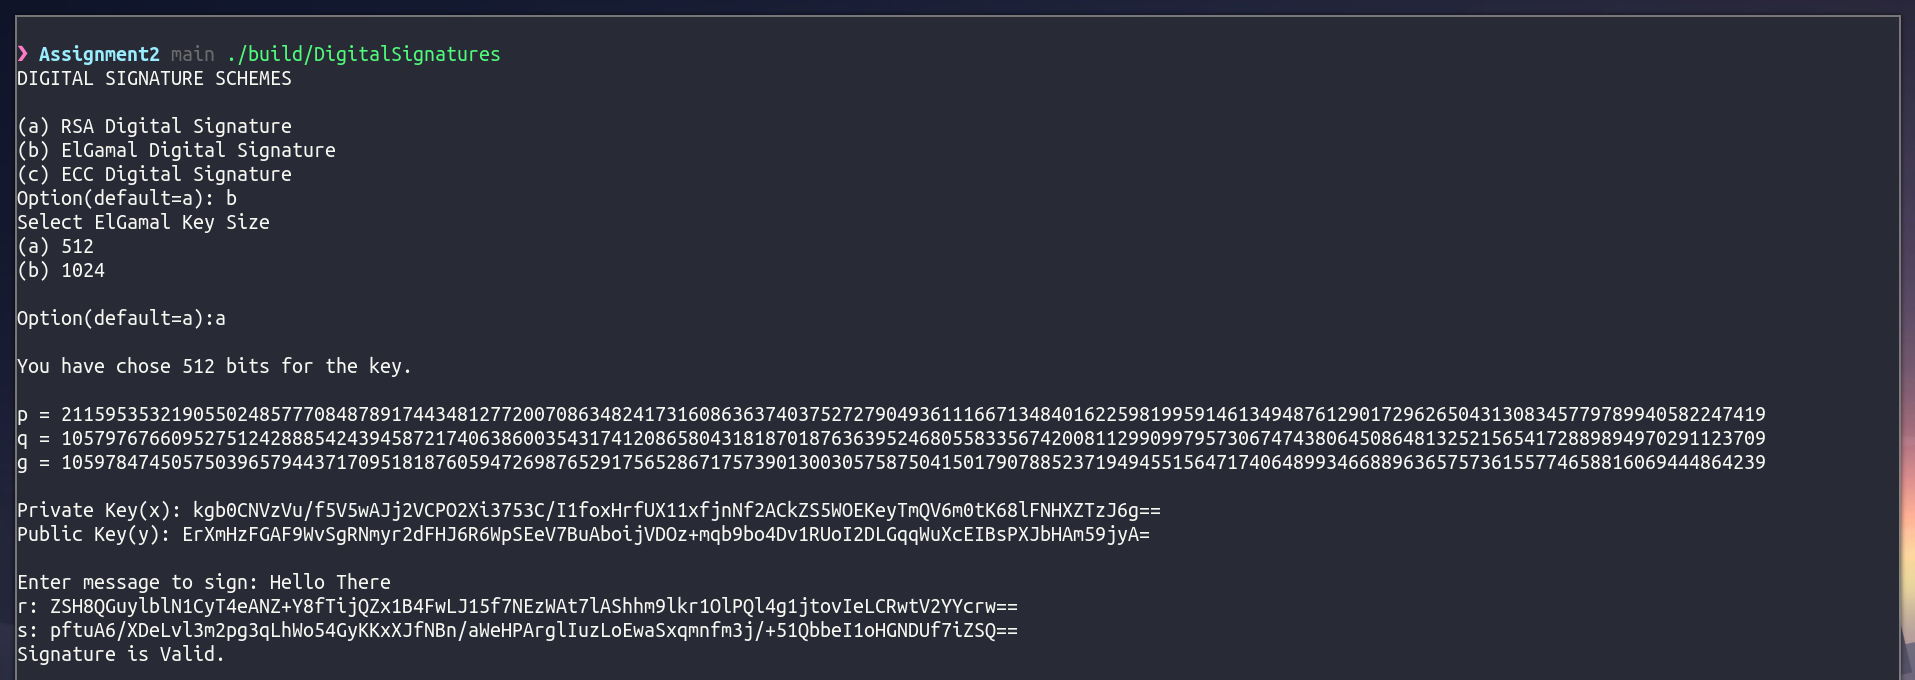 ❯ Assignment2 main ./build/DigitalSignatures
DIGITAL SIGNATURE SCHEMES
(a) RSA Digital Signature
(b) ElGamal Digital Signature
(c) ECC Digital Signature
Option(default=a): b
Select ElGamal Key Size
(a) 512
(b) 1024
Option(default=a):a
You have chose 512 bits for the key.
p = 21159535321905502485777084878917443481277200708634824173160863637403752727904936111667134840162259819959146134948761290172962650431308345779789940582247419
q = 10579767660952751242888542439458721740638600354317412086580431818701876363952468055833567420081129909979573067474380645086481325215654172889894970291123709
g = 10597847450575039657944371709518187605947269876529175652867175739013003057587504150179078852371949455156471740648993466889636575736155774658816069444864239
Private Key(x): kgb0CNVzVu/f5V5wAJj2VCPO2Xi3753C/I1foxHrfUX11xfjnNf2ACkZS5WOEKeyTmQV6m0tK68lFNHXZTzJ6g==
Public Key(y): ErXmHzFGAF9WvSgRNmyr2dFHJ6R6WpSEeV7BuAboijVDOz+mqb9bo4Dv1RUoI2DLGqqWuXcEIBsPXJbHAm59jyA=
Enter message to sign: Hello There
r: ZSH8QGuylblN1CyT4eANZ+Y8fTijQZx1B4FwLJ15f7NEzWAt7lAShhm9lkr1OlPQl4g1jtovIeLCRwtV2YYcrw==
s: pftuA6/XDeLvl3m2pg3qLhWo54GyKKxXJfNBn/aWeHPArglIuzLoEwaSxqmnfm3j/+51QbbeI1oHGNDUf7iZSQ==
Signature is Valid.